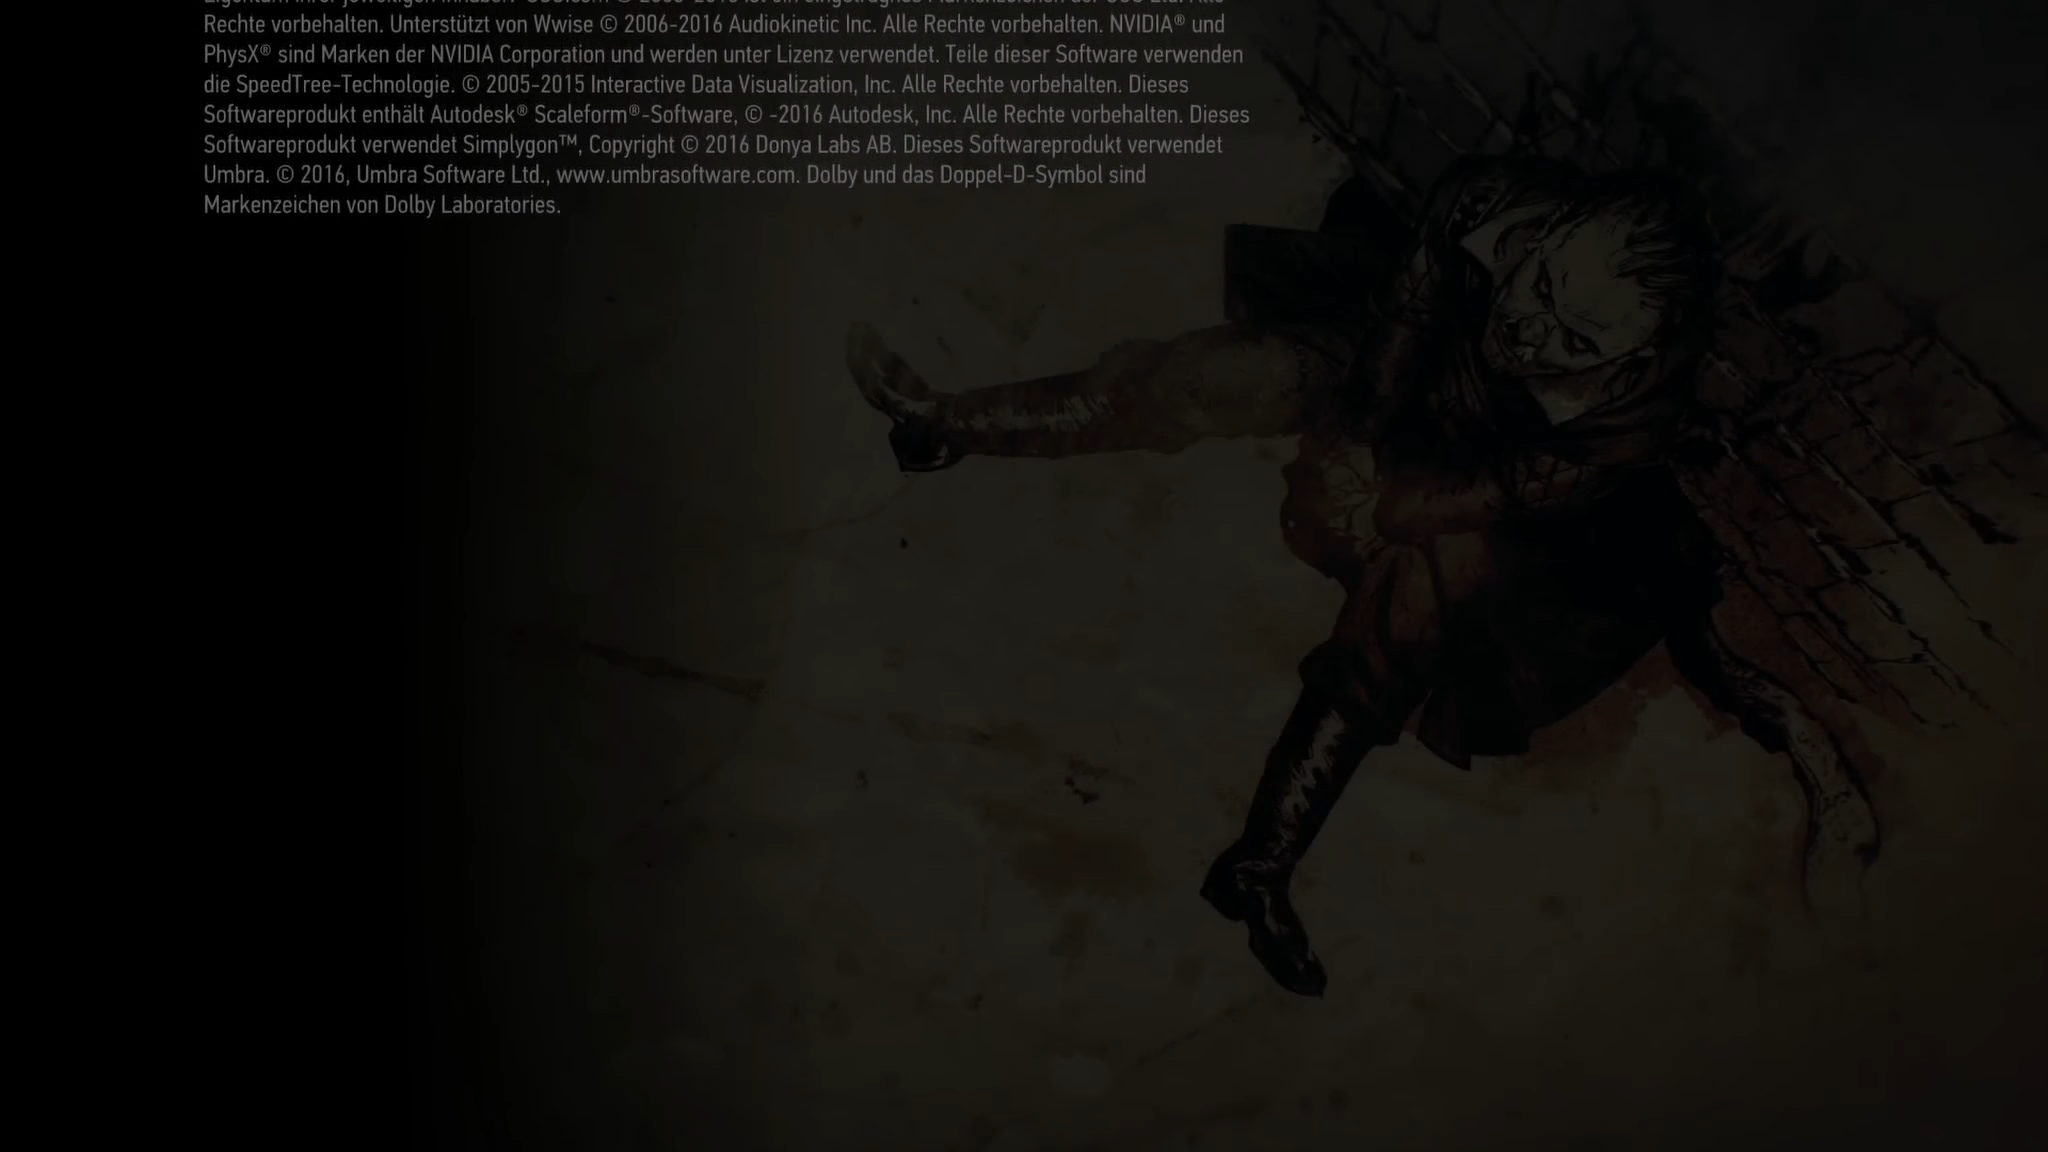 Rechte vorbehalten. Unterstützt von Wwise © 2006-2016 Audiokinetic Inc. Alle Rechte vorbehalten. NVIDIA® und
PhysX® sind Marken der NVIDIA Corporation und werden unter Lizenz verwendet. Teile dieser Software verwenden
die SpeedTree-Technologie. © 2005-2015 Interactive Data Visualization, Inc. Alle Rechte vorbehalten. Dieses
Softwareprodukt enthält Autodesk® Scaleform®-Software, © -2016 Autodesk, Inc. Alle Rechte vorbehalten. Dieses
Softwareprodukt verwendet Simplygon™, Copyright © 2016 Donya Labs AB. Dieses Softwareprodukt verwendet
Umbra. © 2016, Umbra Software Ltd., www.umbrasoftware.com. Dolby und das Doppel-D-Symbol sind
Markenzeichen von Dolby Laboratories.